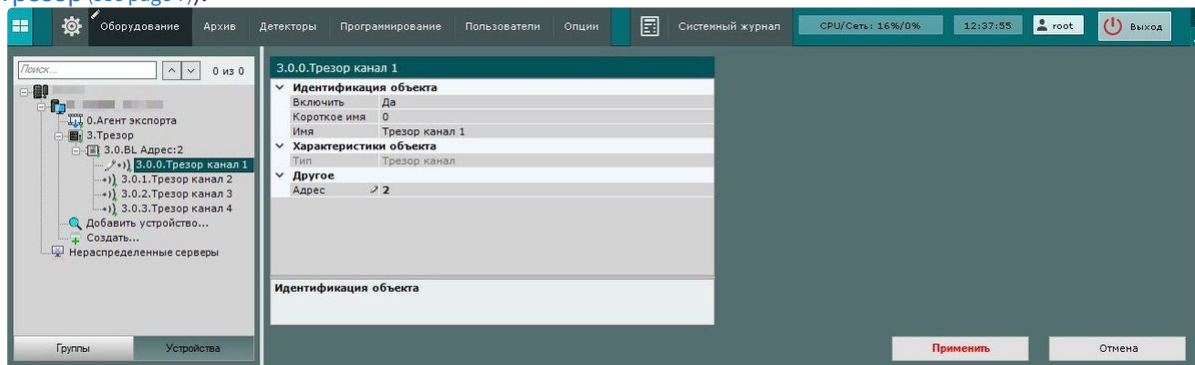 Оборудование Архив Детекторы Программирование Пользователи Опции Системный журнал CPU/Сеть: 16%/0% 12:37:55 root Выход
Поиск... 0 из 0
0.Агент экспорта
3.Трезор
3.0.BL Адрес:2
3.0.0.Трезор канал 1
3.0.1.Трезор канал 2
3.0.2.Трезор канал 3
3.0.3.Трезор канал 4
Добавить устройство...
Создать...
Нераспределенные серверы
Группы Устройства
3.0.0.Трезор канал 1
Идентификация объекта
Включить Да
Короткое имя 0
Имя Трезор канал 1
Характеристики объекта
Тип Трезор канал
Другое
Адрес 2
Идентификация объекта
Применить Отмена